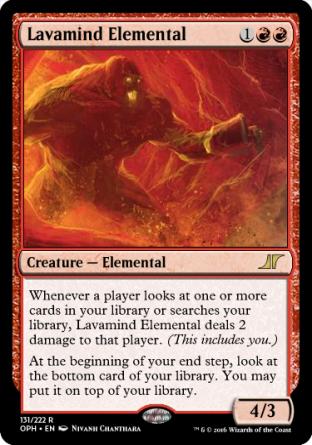 Lavamind Elemental 1
Creature — Elemental
Whenever a player looks at one or more
cards in your library or searches your
library, Lavamind Elemental deals 2
damage to that player. (This includes you.)
At the beginning of your end step, look at
the bottom card of your library. You may
put it on top of your library.
4/3
131/222 R
OPH • EN Nivanh Chanthara
™ & © 2016 Wizards of the Coast